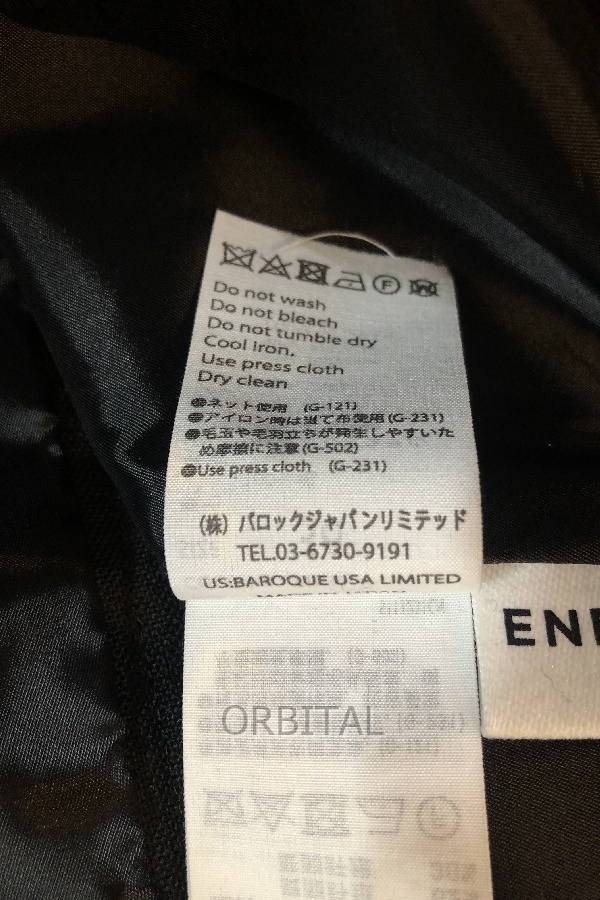 Do not wash
Do not bleach
Do not tumble dry
Cool iron.
Use press cloth
Dry clean
●ネット使用 (G-121)
●アイロン時は当て布使用(G-231)
●毛玉や毛羽立ちが発生しやすいた
め摩擦に注意(G-502)
●Use press cloth (G-231)
(株) バロックジャパンリミテッド
TEL.03-6730-9191
US:BAROQUE USA LIMITED
ORBITAL